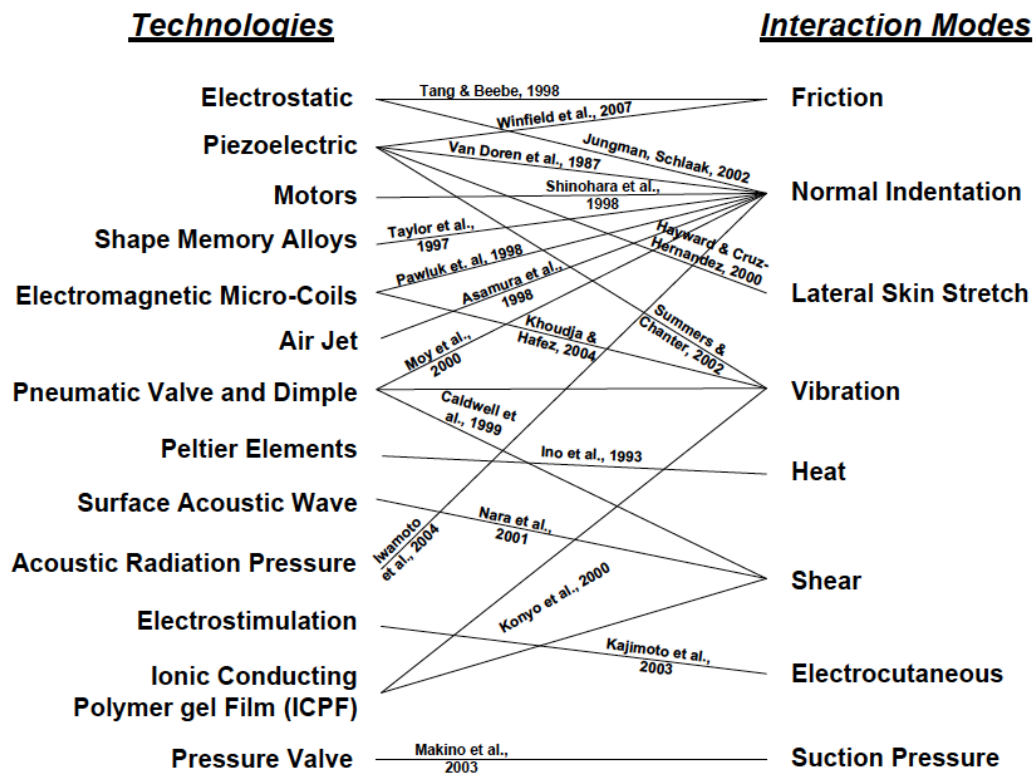 Technologies
Interaction Modes
Electrostatic
Piezoelectric
Motors
Shape Memory Alloys
Electromagnetic Micro-Coils
Air Jet
Pneumatic Valve and Dimple
Peltier Elements
Surface Acoustic Wave
Acoustic Radiation Pressure
Electrostimulation
Ionic Conducting
Polymer gel Film (ICPF)
Pressure Valve
Tang & Beebe, 1998
Winfield et al., 2007
Jungman, Schlaak, 2002
Van Doren et al., 1987
Shinohara et al.,
1998
Taylor et al.,
1997
Hayward & Cruz-
Hernandez, 2000
Pawluk et. al, 1998
Asamura et al.,
1998
Summers &
Chanter, 2002
Khoudja &
Hafez, 2004
Moy et al.,
2000
Caldwell et
al., 1999
Ino et al., 1993
Nara et al.,
2001
Iwamoto
et al., 2004
Konyo et al., 2000
Kajimoto et al.,
2003
Makino et al.,
2003
Friction
Normal Indentation
Lateral Skin Stretch
Vibration
Heat
Shear
Electrocutaneous
Suction Pressure